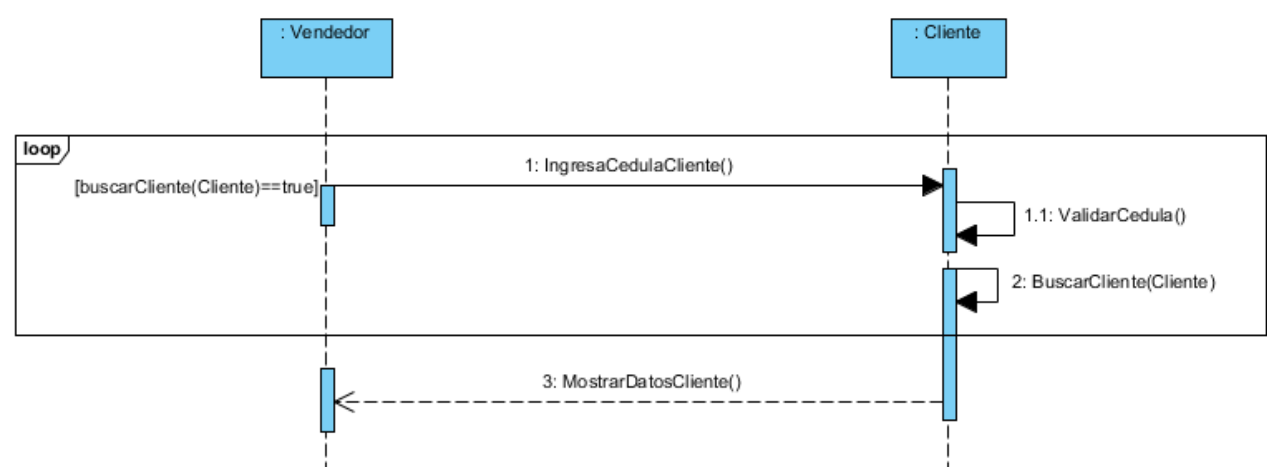 : Vendedor
: Cliente
loop
1: IngresaCedulaCliente()
[buscarCliente(Cliente)==true]
1.1: ValidarCedula()
2: BuscarCliente(Cliente)
3: MostrarDatosCliente()